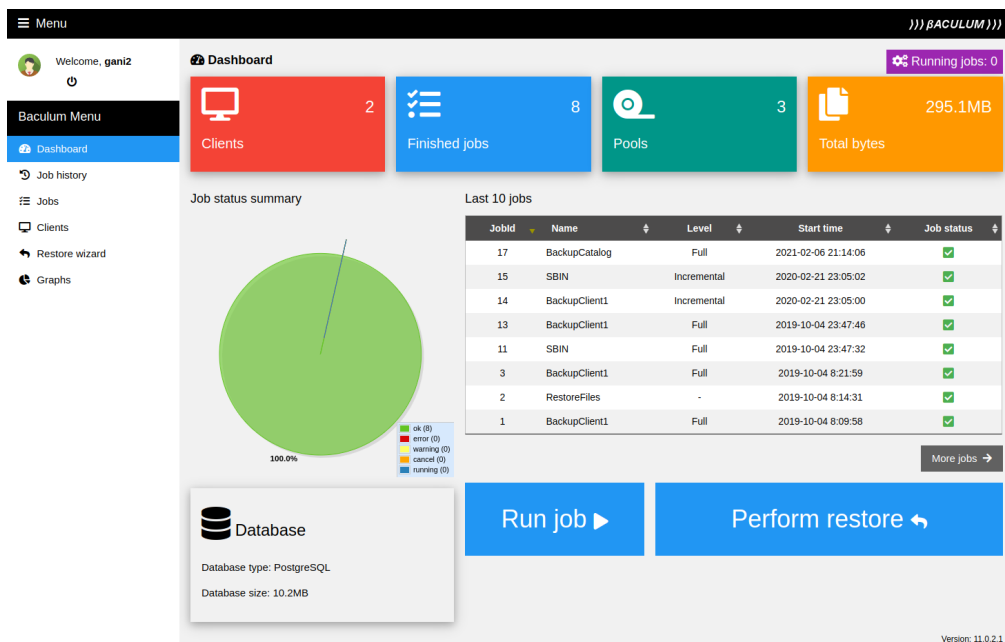 Menu
))) βACULUM )))
Welcome, gani2
Baculum Menu
Dashboard
Job history
Jobs
Clients
Restore wizard
Graphs
Dashboard
Running jobs: 0
2
Clients
8
Finished jobs
3
Pools
295.1MB
Total bytes
Job status summary
100.0%
ok (8)
error (0)
warning (0)
cancel (0)
running (0)
Last 10 jobs
JobId Name Level Start time Job status
17 BackupCatalog Full 2021-02-06 21:14:06
15 SBIN Incremental 2020-02-21 23:05:02
14 BackupClient1 Incremental 2020-02-21 23:05:00
13 BackupClient1 Full 2019-10-04 23:47:46
11 SBIN Full 2019-10-04 23:47:32
3 BackupClient1 Full 2019-10-04 8:21:59
2 RestoreFiles - 2019-10-04 8:14:31
1 BackupClient1 Full 2019-10-04 8:09:58
More jobs
Database
Database type: PostgreSQL
Database size: 10.2MB
Run job
Perform restore
Version: 11.0.2.1